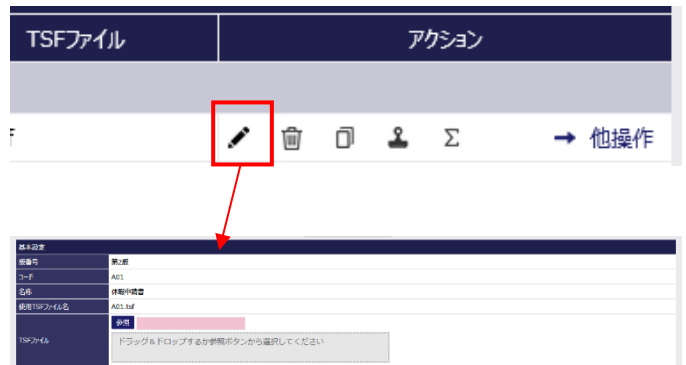 TSFファイル アクション
Σ → 他操作
基本設定
版番号 第2版
コード A01
名称 休暇申請書
使用TSFファイル名 A01.tsf
参照
TSFファイル ドラッグ&ドロップするか参照ボタンから選択してください